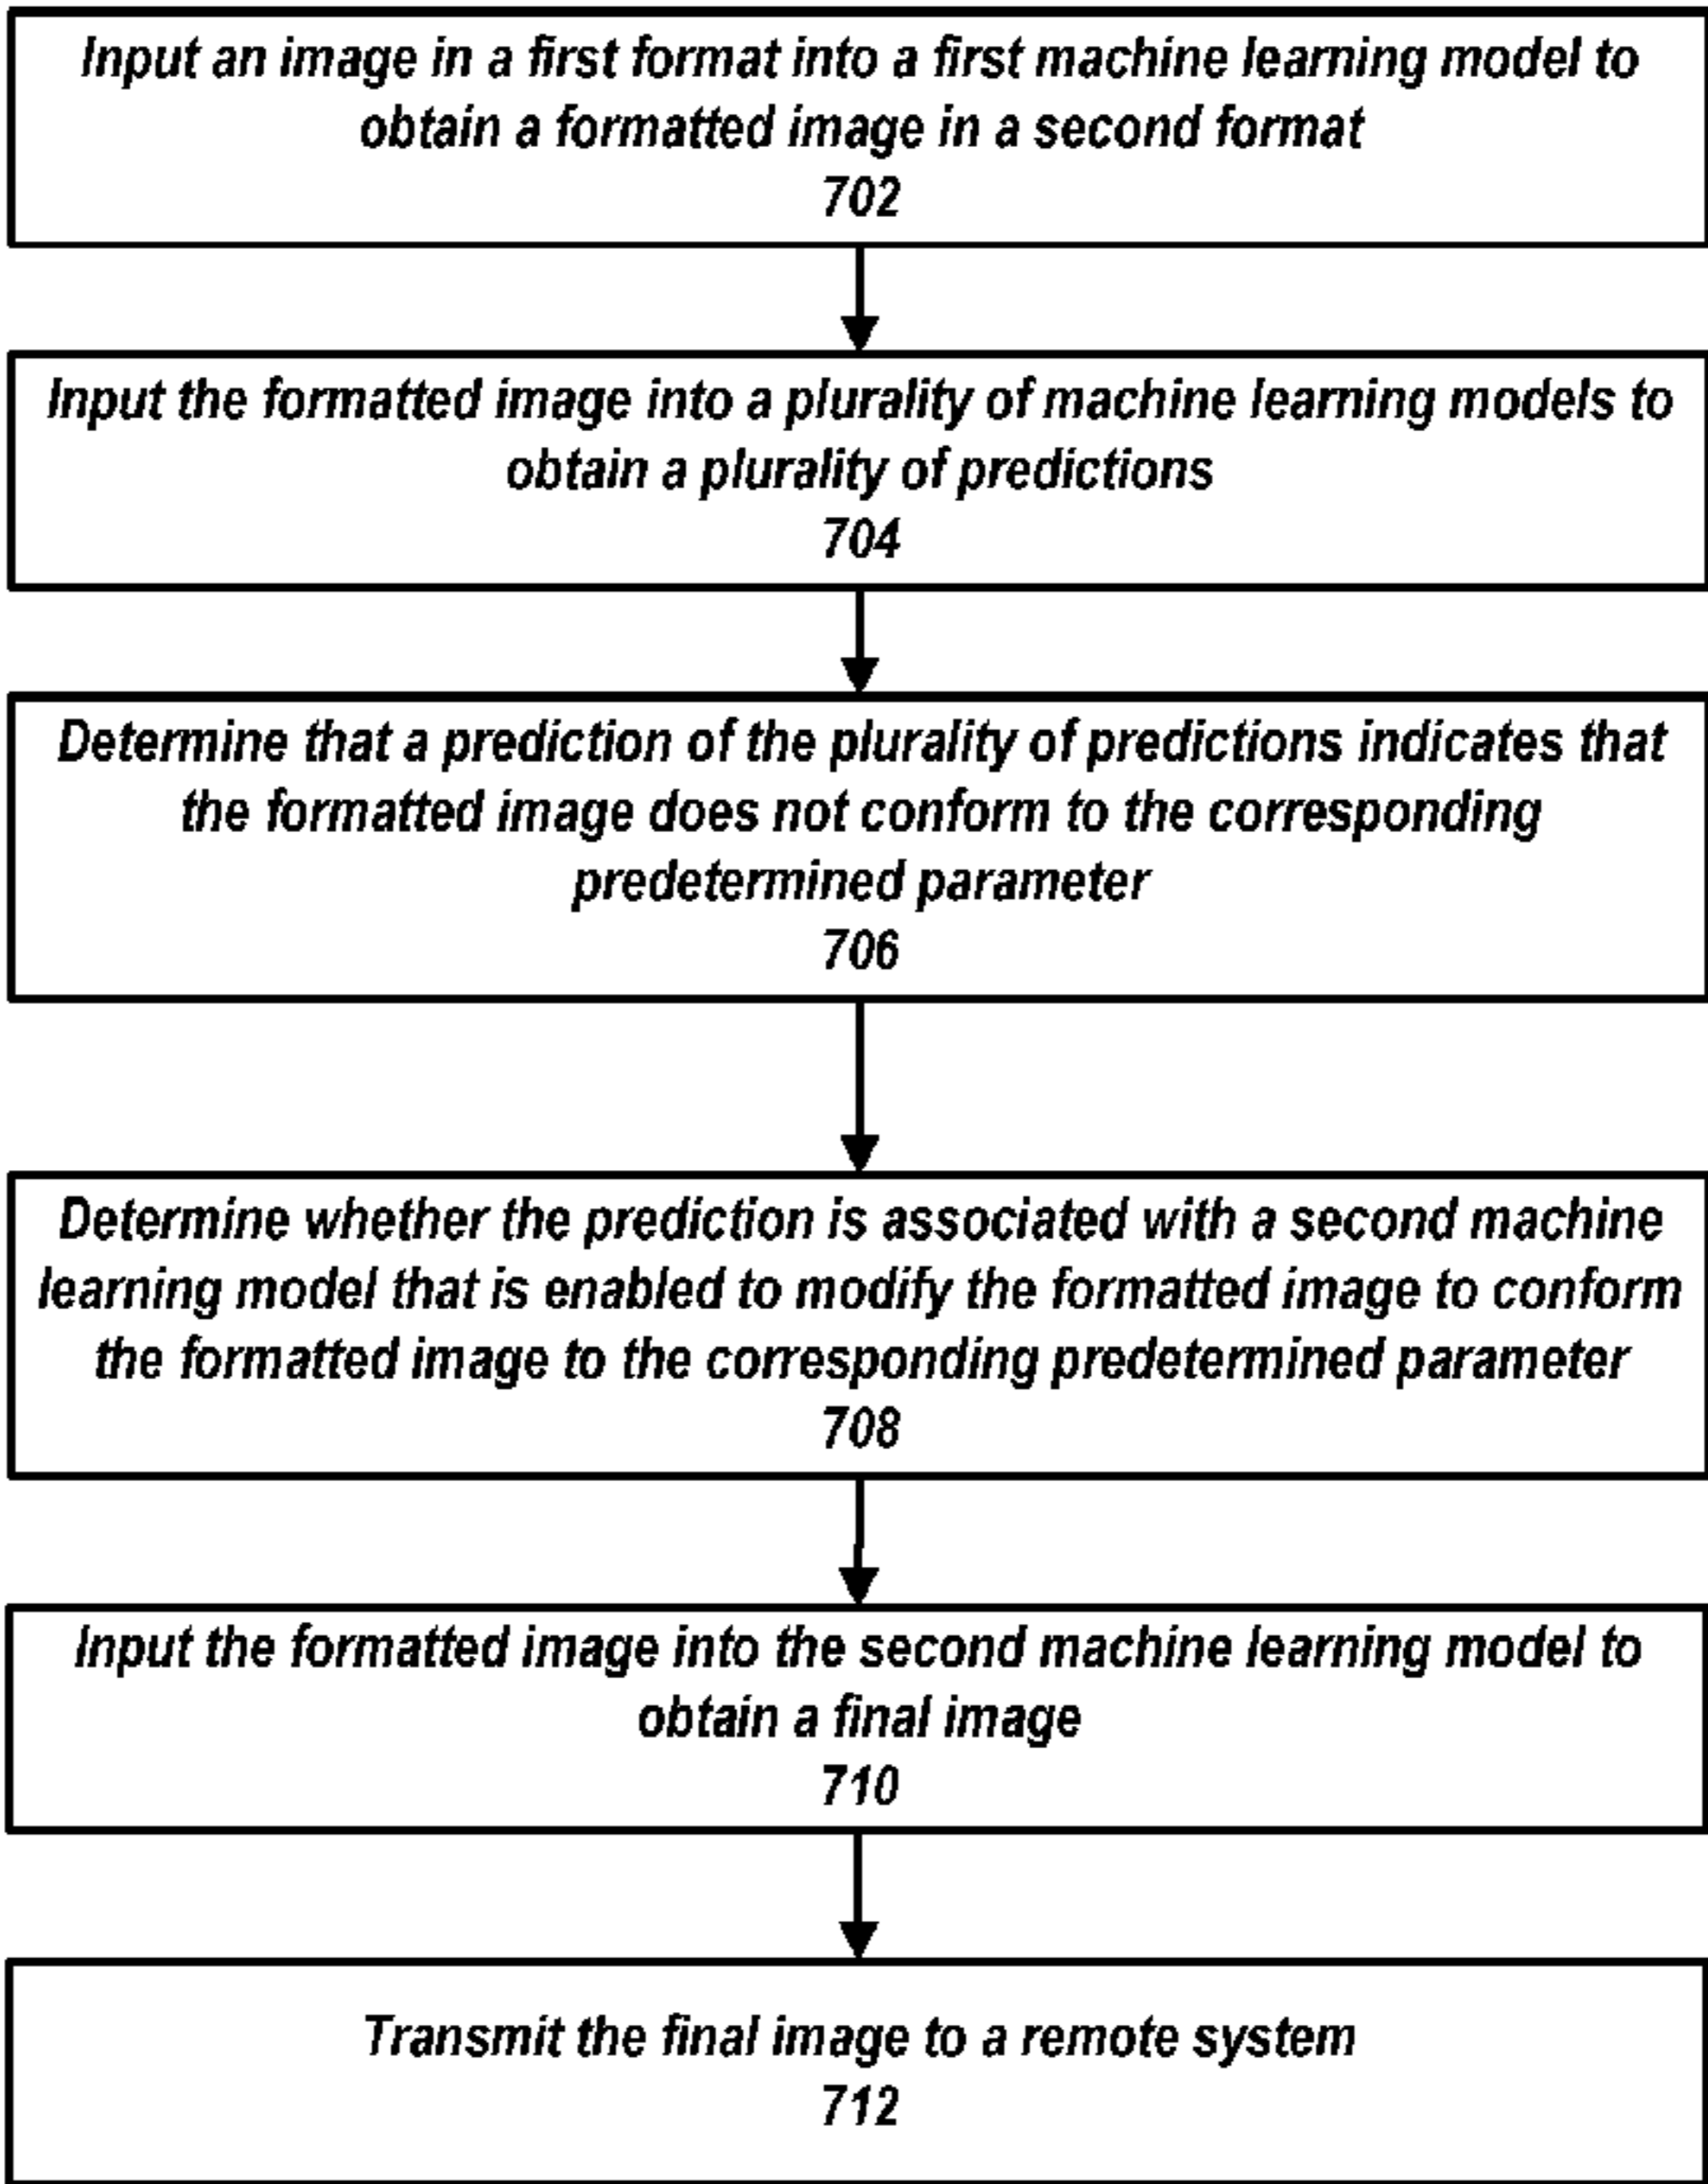 Input an image in a first format into a first machine learning model to
obtain a formatted image in a second format
702
Input the formatted image into a plurality of machine learning models to
obtain a plurality of predictions
704
Determine that a prediction of the plurality of predictions indicates that
the formatted image does not conform to the corresponding
predetermined parameter
706
Determine whether the prediction is associated with a second machine
learning model that is enabled to modify the formatted image to conform
the formatted image to the corresponding predetermined parameter
708
Input the formatted image into the second machine learning model to
obtain a final image
710
Transmit the final image to a remote system
712